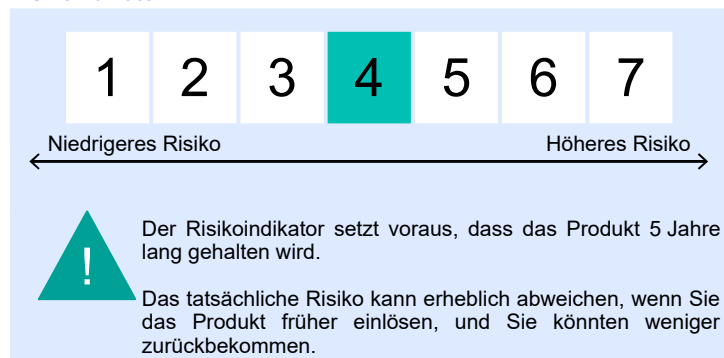 1 2 3 4 5 6 7
Niedrigeres Risiko Höheres Risiko
!
Der Risikoindikator setzt voraus, dass das Produkt 5 Jahre
lang gehalten wird.
Das tatsächliche Risiko kann erheblich abweichen, wenn Sie
das Produkt früher einlösen, und Sie könnten weniger
zurückbekommen.